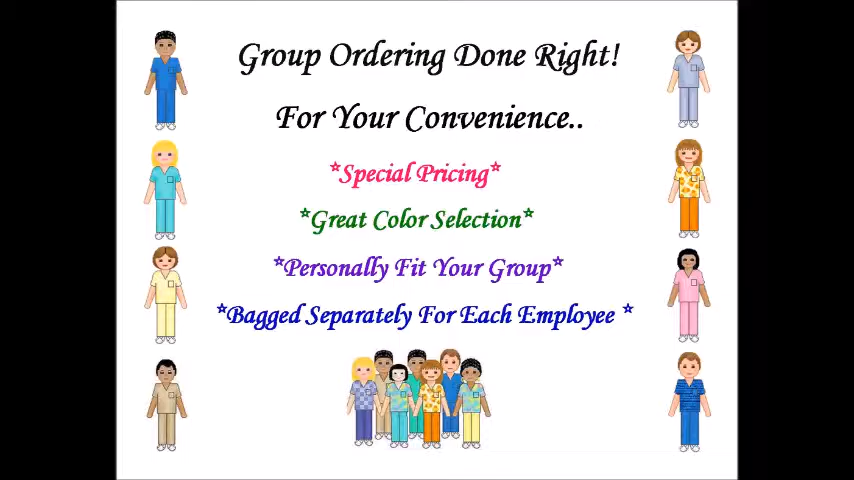 Group Ordering Done Right!
For Your Convenience..
*Special Pricing*
*Great Color Selection*
*Personally Fit Your Group*
*Bagged Separately For Each Employee *